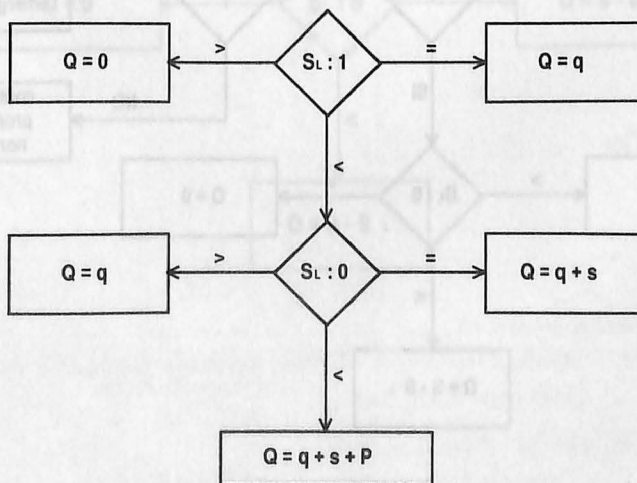 Q = 0
>
SL : 1
=
Q = q
<
Q = q
>
SL : 0
=
Q = q + s
<
Q = q + s + P